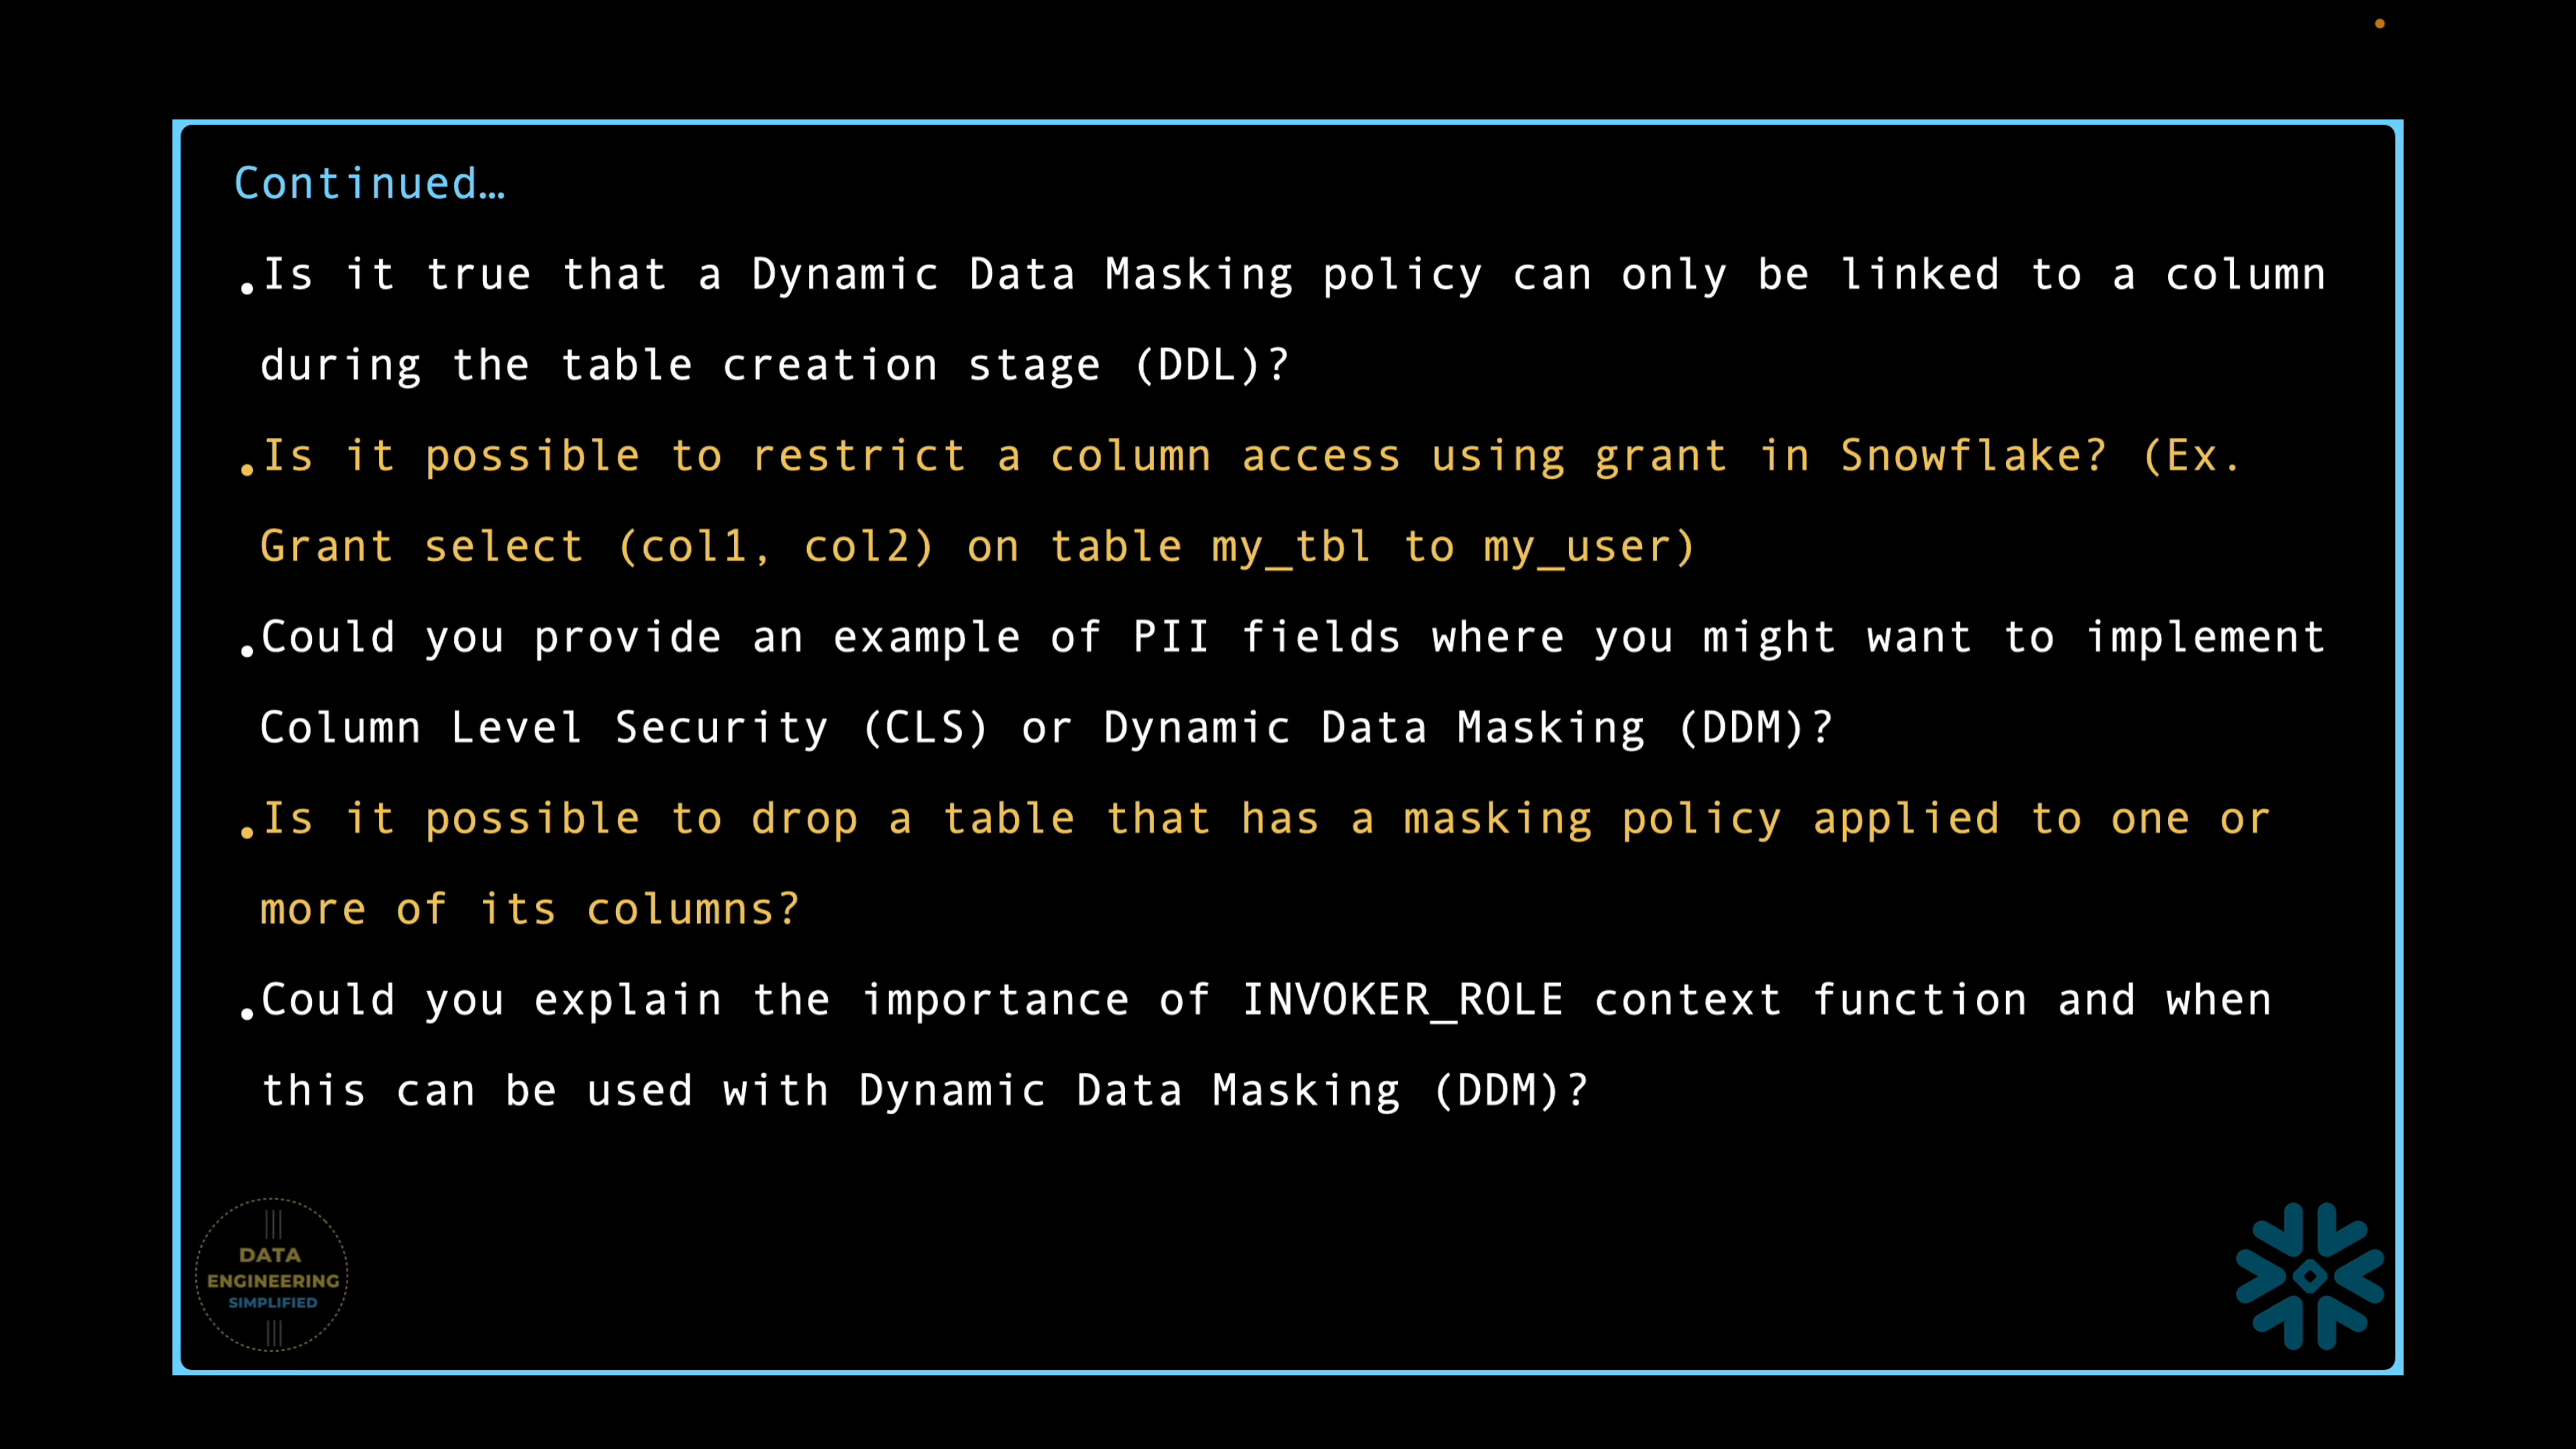 Continued…
•Is it true that a Dynamic Data Masking policy can only be linked to a column
during the table creation stage (DDL)?
•Is it possible to restrict a column access using grant in Snowflake? (Ex.
Grant select (col1, col2) on table my_tbl to my_user)
•Could you provide an example of PII fields where you might want to implement
Column Level Security (CLS) or Dynamic Data Masking (DDM)?
•Is it possible to drop a table that has a masking policy applied to one or
more of its columns?
•Could you explain the importance of INVOKER_ROLE context function and when
this can be used with Dynamic Data Masking (DDM)?
DATA
ENGINEERING
SIMPLIFIED